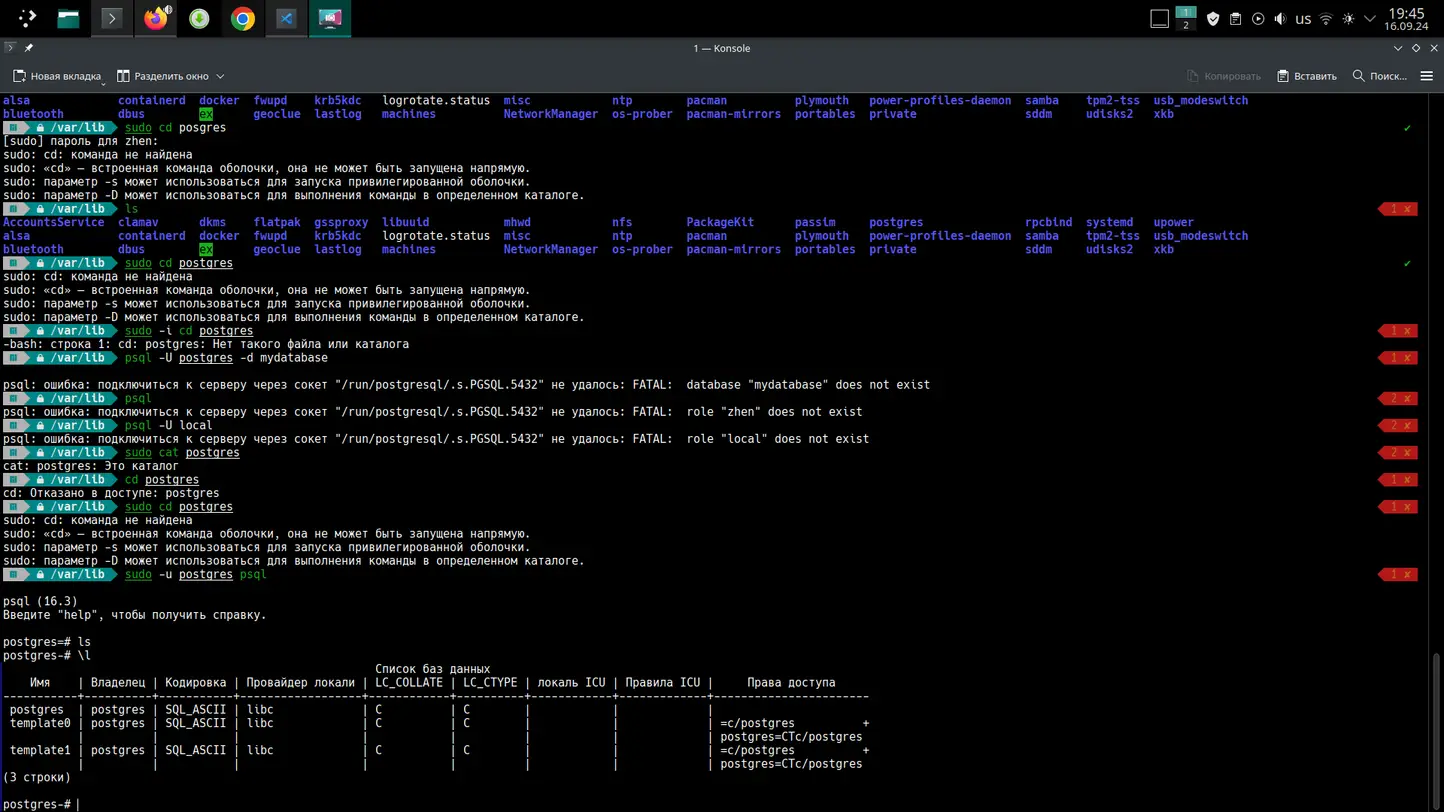 1
2
us
19:45
16.09.24
1 — Konsole
Новая вкладка
Разделить окно
Копировать
Вставить
Поиск...
alsa containerd docker fwupd krb5kdc logrotate.status misc ntp pacman plymouth power-profiles-daemon samba tpm2-tss usb_modeswitch
bluetooth dbus ex geoclue lastlog machines NetworkManager os-prober pacman-mirrors portables private sddm udisks2 xkb
/var/lib sudo cd posgres ✔
[sudo] пароль для zhen:
sudo: cd: команда не найдена
sudo: «cd» — встроенная команда оболочки, она не может быть запущена напрямую.
sudo: параметр -s может использоваться для запуска привилегированной оболочки.
sudo: параметр -D может использоваться для выполнения команды в определенном каталоге.
/var/lib ls 1 ✘
AccountsService clamav dkms flatpak gssproxy libuuid mhwd nfs PackageKit passim postgres rpcbind systemd upower
alsa containerd docker fwupd krb5kdc logrotate.status misc ntp pacman plymouth power-profiles-daemon samba tpm2-tss usb_modeswitch
bluetooth dbus ex geoclue lastlog machines NetworkManager os-prober pacman-mirrors portables private sddm udisks2 xkb
/var/lib sudo cd postgres ✔
sudo: cd: команда не найдена
sudo: «cd» — встроенная команда оболочки, она не может быть запущена напрямую.
sudo: параметр -s может использоваться для запуска привилегированной оболочки.
sudo: параметр -D может использоваться для выполнения команды в определенном каталоге.
/var/lib sudo -i cd postgres 1 ✘
-bash: строка 1: cd: postgres: Нет такого файла или каталога
/var/lib psql -U postgres -d mydatabase 1 ✘
psql: ошибка: подключиться к серверу через сокет "/run/postgresql/.s.PGSQL.5432" не удалось: FATAL:  database "mydatabase" does not exist
/var/lib psql 2 ✘
psql: ошибка: подключиться к серверу через сокет "/run/postgresql/.s.PGSQL.5432" не удалось: FATAL:  role "zhen" does not exist
/var/lib psql -U local 2 ✘
psql: ошибка: подключиться к серверу через сокет "/run/postgresql/.s.PGSQL.5432" не удалось: FATAL:  role "local" does not exist
/var/lib sudo cat postgres 2 ✘
cat: postgres: Это каталог
/var/lib cd postgres 1 ✘
cd: Отказано в доступе: postgres
/var/lib sudo cd postgres 1 ✘
sudo: cd: команда не найдена
sudo: «cd» — встроенная команда оболочки, она не может быть запущена напрямую.
sudo: параметр -s может использоваться для запуска привилегированной оболочки.
sudo: параметр -D может использоваться для выполнения команды в определенном каталоге.
/var/lib sudo -u postgres psql 1 ✘
psql (16.3)
Введите "help", чтобы получить справку.
postgres=# ls
postgres-# \l
Список баз данных
Имя | Владелец | Кодировка | Провайдер локали | LC_COLLATE | LC_CTYPE | локаль ICU | Правила ICU | Права доступа
-----------+----------+-----------+------------------+------------+----------+------------+-------------+-----------------------
postgres | postgres | SQL_ASCII | libc | C | C | | |
template0 | postgres | SQL_ASCII | libc | C | C | | | =c/postgres +
| | | | | | | | postgres=CTc/postgres
template1 | postgres | SQL_ASCII | libc | C | C | | | =c/postgres +
| | | | | | | | postgres=CTc/postgres
(3 строки)
postgres-#